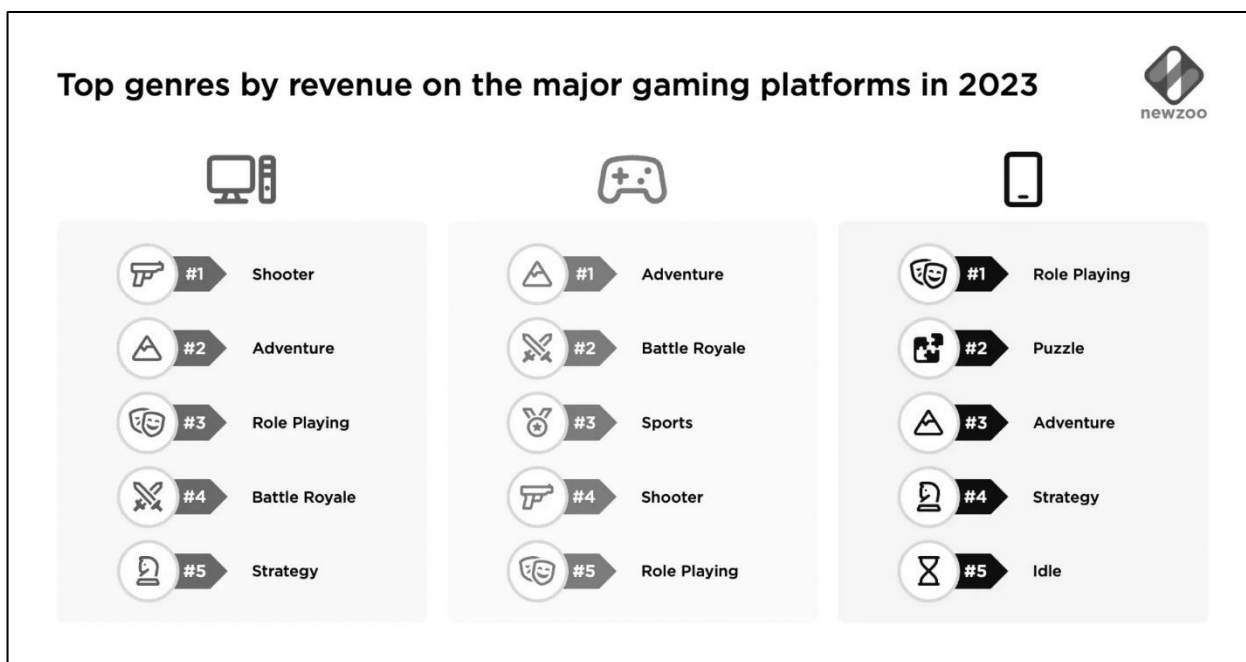 Top genres by revenue on the major gaming platforms in 2023
newzoo
#1 Shooter
#2 Adventure
#3 Role Playing
#4 Battle Royale
#5 Strategy
#1 Adventure
#2 Battle Royale
#3 Sports
#4 Shooter
#5 Role Playing
#1 Role Playing
#2 Puzzle
#3 Adventure
#4 Strategy
#5 Idle